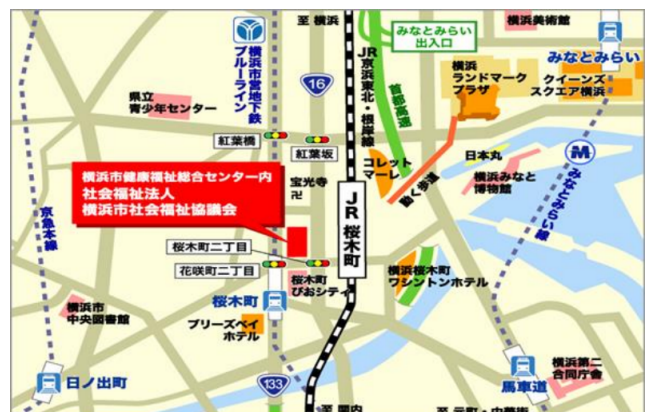 至 横浜
横浜美術館
みなとみらい
出入口
みなとみらい
横浜市営地下鉄
ブルーライン
16
JR京浜東北・根岸線
首都高速
横浜
ランドマーク
プラザ
クイーンズ
スクエア横浜
県立
青少年センター
紅葉橋
紅葉坂
コレット
マーレ
日本丸
M
みなとみらい線
横浜市健康福祉総合センター内
社会福祉法人
横浜市社会福祉協議会
宝光寺
卍
動く歩道
横浜みなと
博物館
京急本線
JR 桜木町
桜木町二丁目
花咲町二丁目
桜木町
ぴおシティ
横浜桜木町
ワシントンホテル
桜木町
横浜市
中央図書館
ブリーズベイ
ホテル
横浜第二
合同庁舎
日ノ出町
133
馬車道
至 関内
至 元町・中華街